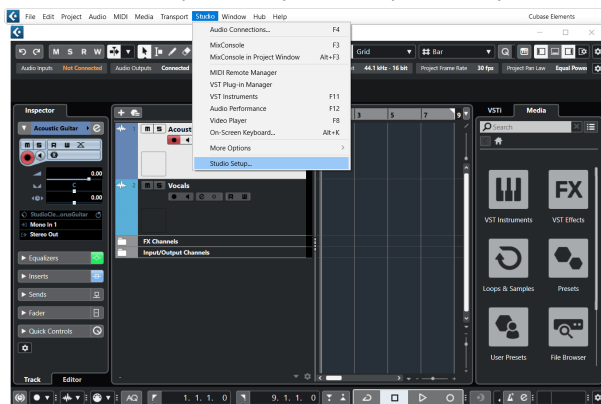 File Edit Project Audio MIDI Media Transport Studio Window Hub Help
Cubase Elements
M S R W
Grid
Bar
Audio Inputs Not Connected Audio Outputs Connected
44.1 kHz - 16 bit Project Frame Rate 30 fps Project Pan Law Equal Power
Audio Connections... F4
MixConsole F3
MixConsole in Project Window Alt+F3
MIDI Remote Manager
VST Plug-in Manager
VST Instruments F11
Audio Performance F12
Video Player F8
On-Screen Keyboard... Alt+K
More Options
Studio Setup...
Inspector
Acoustic Guitar
M S R W
0.00
C
0.00
StudioCle...orusGuitar
Mono In 1
Stereo Out
Equalizers
Inserts
Sends
Fader
Quick Controls
Track Editor
1 M S Acoust
2 M S Vocals
R W
FX Channels
Input/Output Channels
3 5 7 9
VSTi Media
Search
VST Instruments
FX
VST Effects
Loops & Samples
Presets
User Presets
File Browser
AQ 1. 1. 1. 0 9. 1. 1. 0